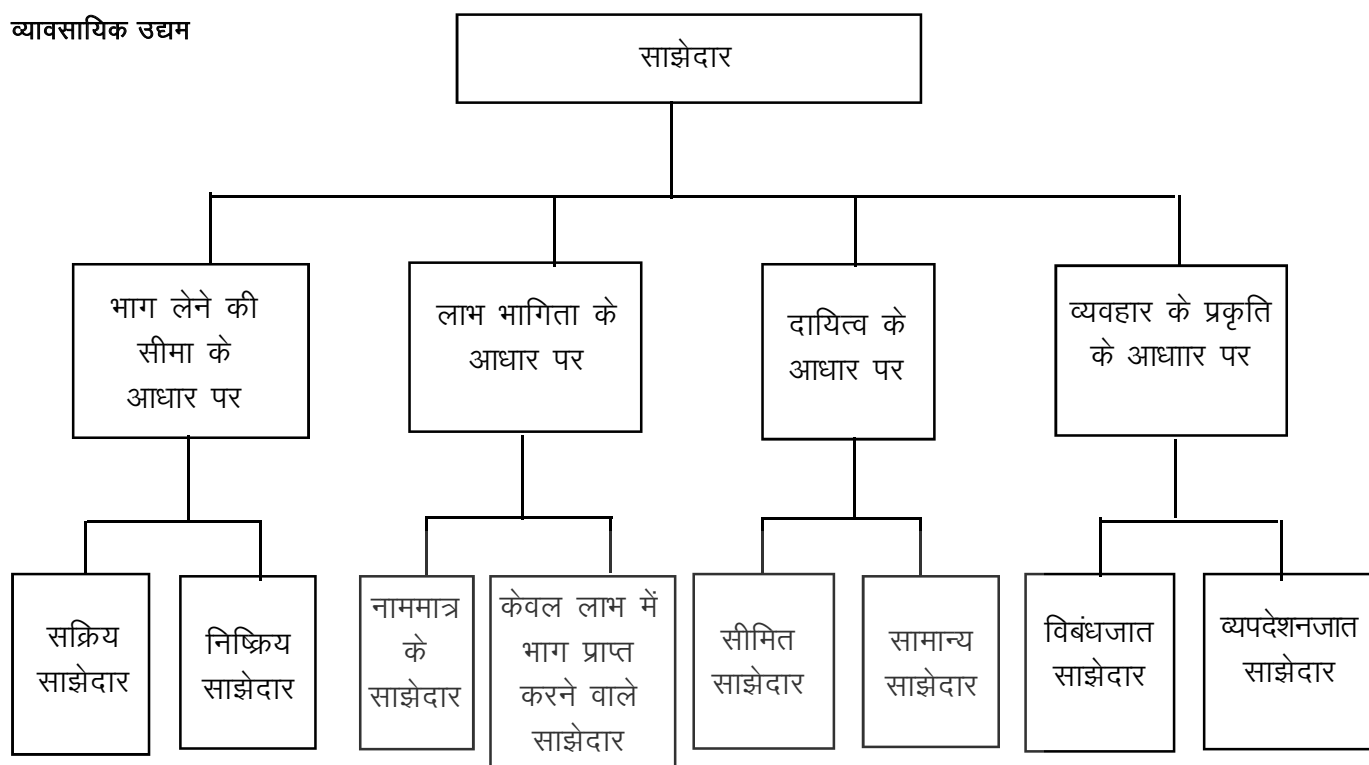 व्यावसायिक उद्यम
साझेदार
भाग लेने की
सीमा के
आधार पर
लाभ भागिता के
आधार पर
दायित्व के
आधार पर
व्यवहार के प्रकृति
के आधाार पर
सक्रिय
साझेदार
निष्क्रिय
साझेदार
नाममात्र
के
साझेदार
केवल लाभ में
भाग प्राप्त
करने वाले
साझेदार
सीमित
साझेदार
सामान्य
साझेदार
विबंधजात
साझेदार
व्यपदेशनजात
साझेदार